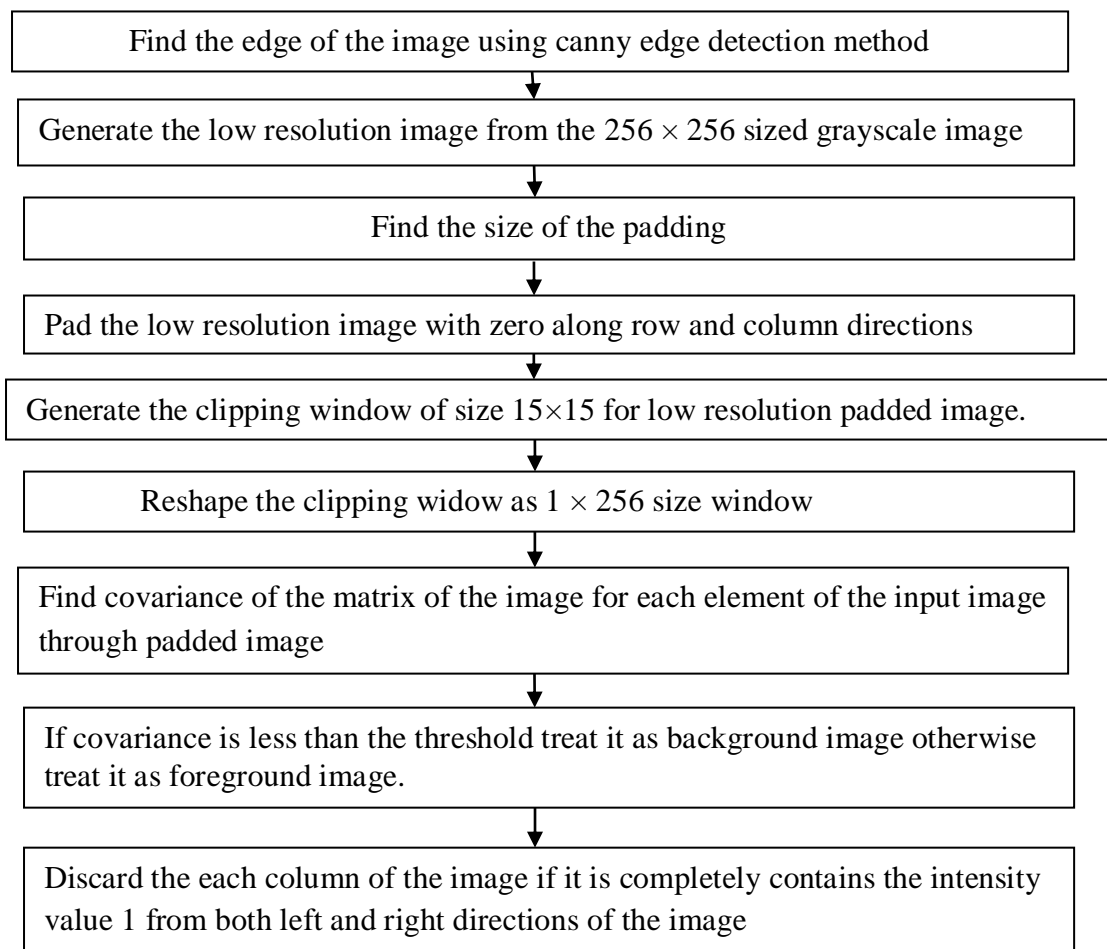 Find the edge of the image using canny edge detection method
Generate the low resolution image from the 256 × 256 sized grayscale image
Find the size of the padding
Pad the low resolution image with zero along row and column directions
Generate the clipping window of size 15×15 for low resolution padded image.
Reshape the clipping widow as 1 × 256 size window
Find covariance of the matrix of the image for each element of the input image
through padded image
If covariance is less than the threshold treat it as background image otherwise
treat it as foreground image.
Discard the each column of the image if it is completely contains the intensity
value 1 from both left and right directions of the image